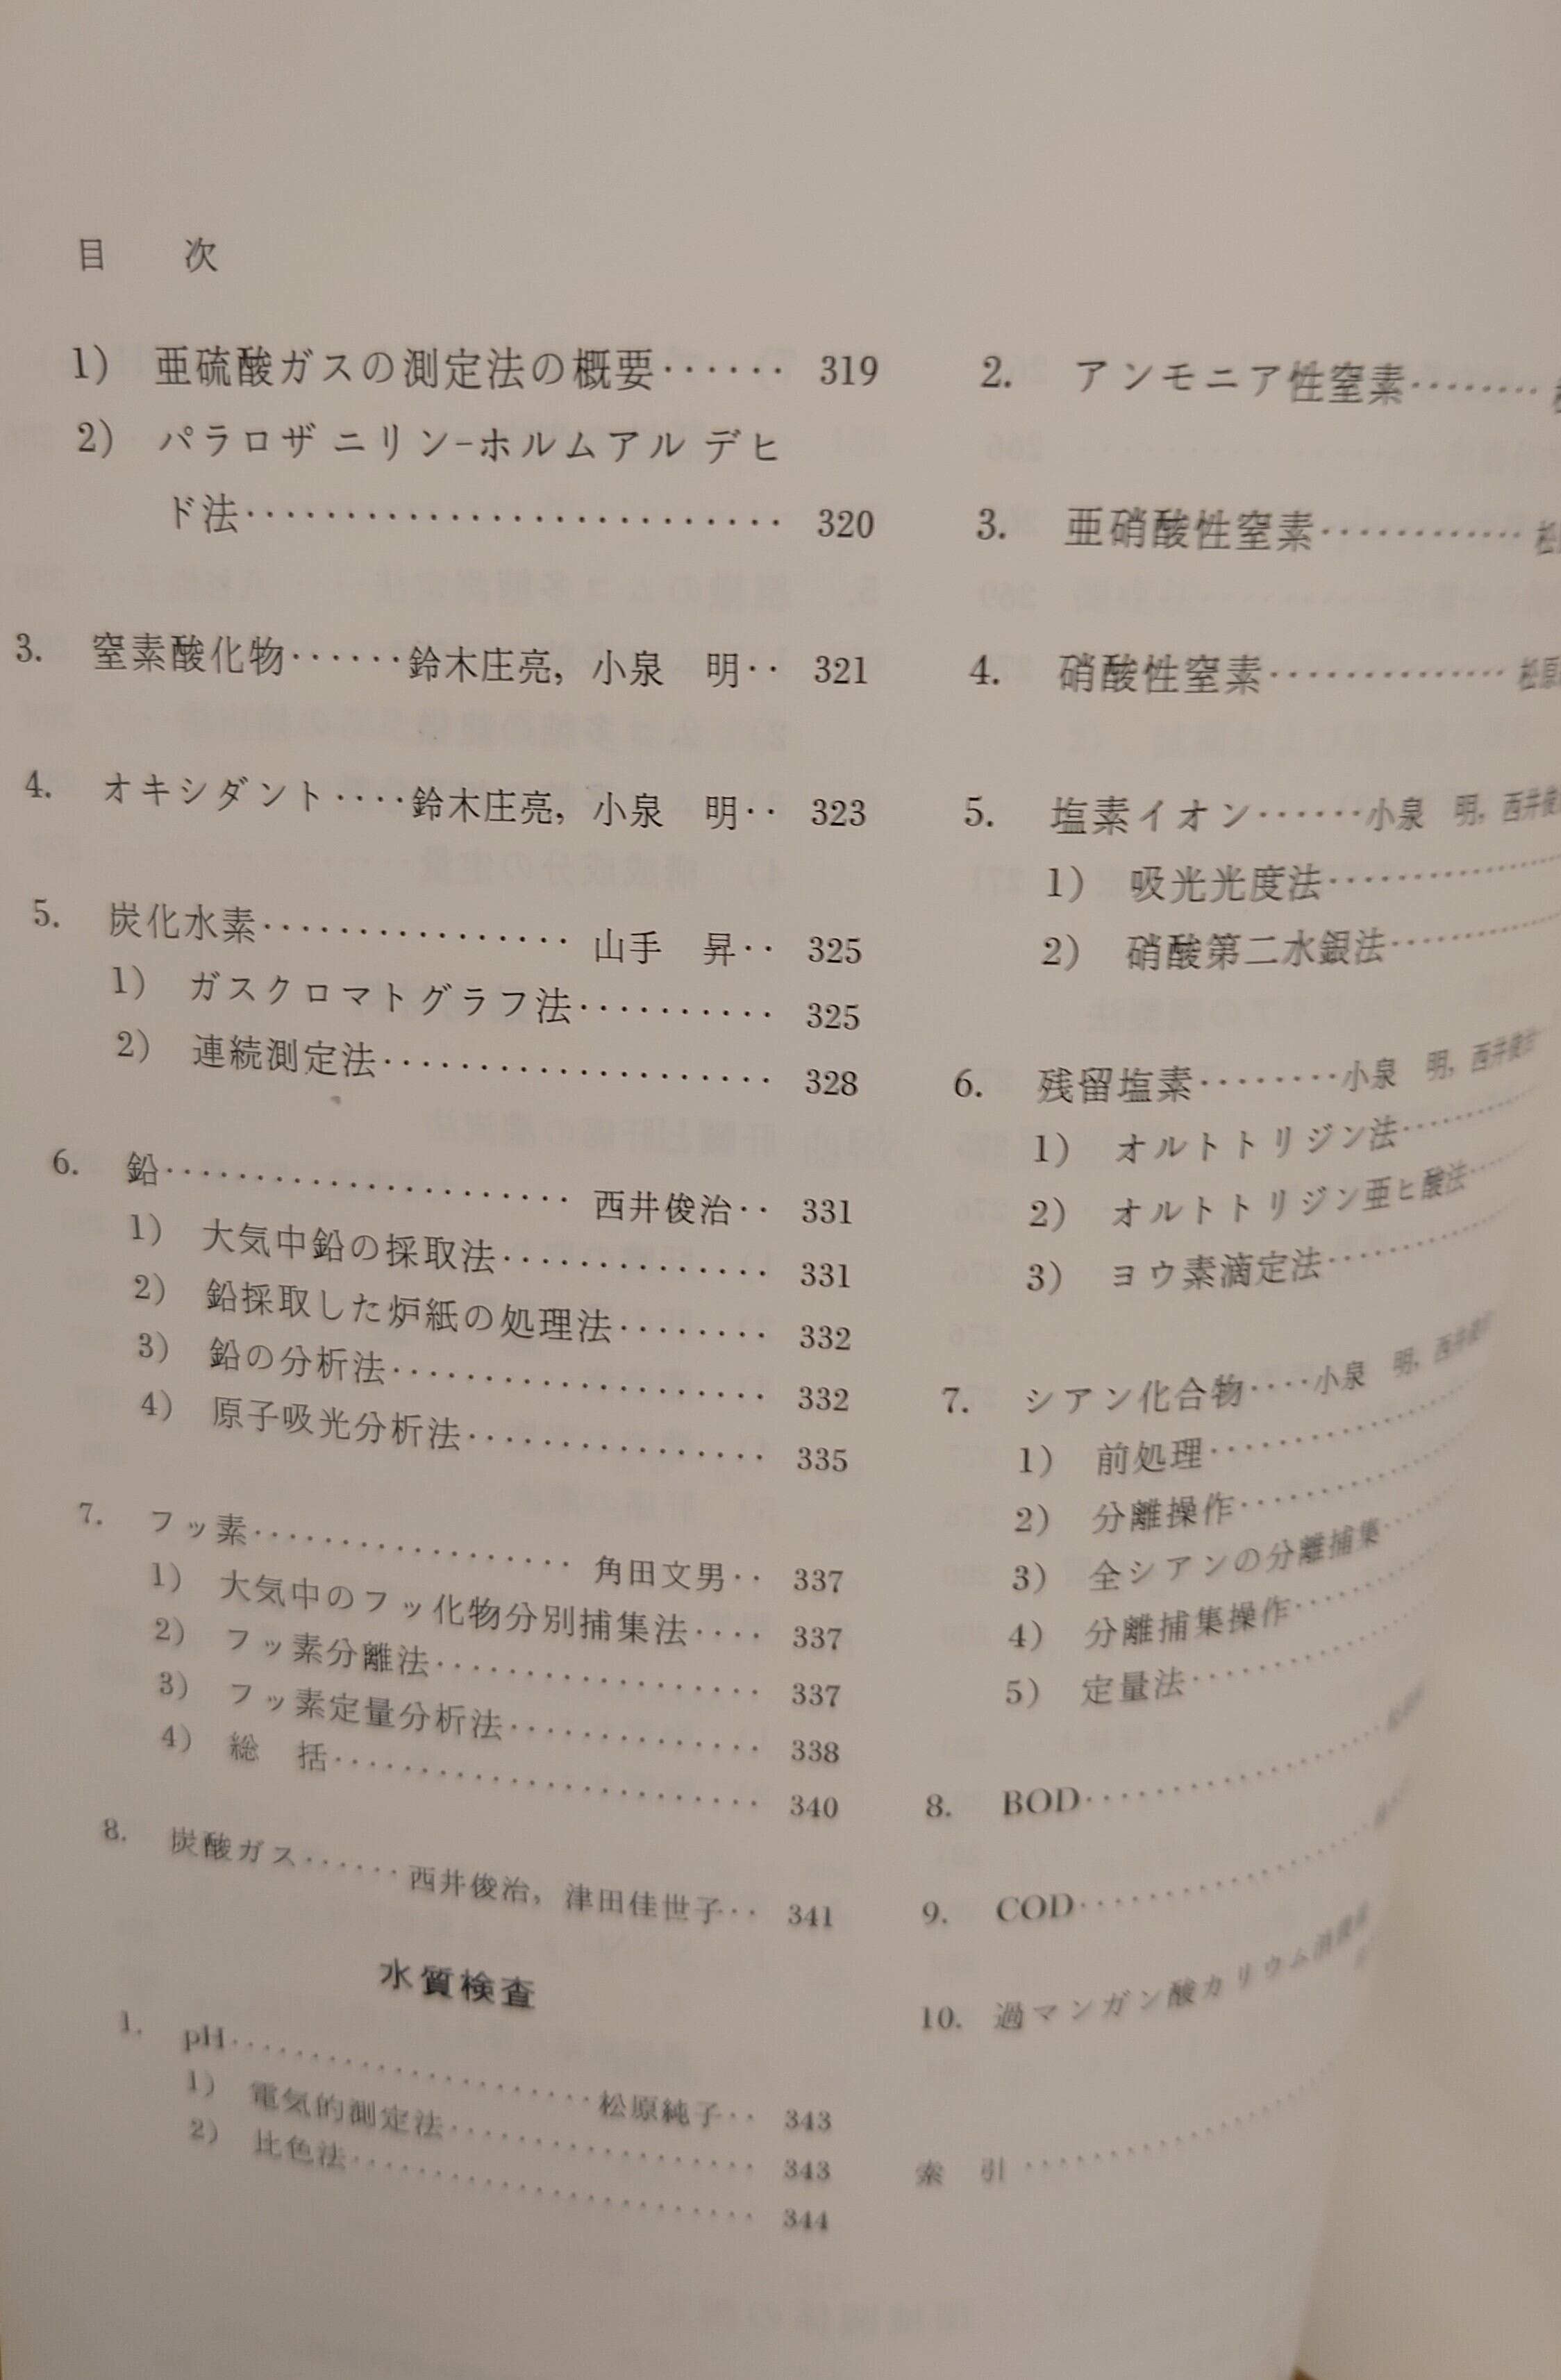 目　次
1)　亜硫酸ガスの測定法の概要‥‥‥ 319
2)　パラロザニリン-ホルムアルデヒ
ド法‥‥‥‥‥‥‥‥‥‥‥‥‥ 320
3.　窒素酸化物‥‥‥鈴木庄亮，小泉　明‥ 321
4.　オキシダント‥‥鈴木庄亮，小泉　明‥ 323
5.　炭化水素‥‥‥‥‥‥‥‥ 山手　昇‥ 325
1)　ガスクロマトグラフ法‥‥‥‥‥ 325
2)　連続測定法‥‥‥‥‥‥‥‥‥‥ 328
6.　鉛‥‥‥‥‥‥‥‥‥‥‥ 西井俊治‥ 331
1)　大気中鉛の採取法‥‥‥‥‥‥‥ 331
2)　鉛採取した炉紙の処理法‥‥‥‥ 332
3)　鉛の分析法‥‥‥‥‥‥‥‥‥‥ 332
4)　原子吸光分析法‥‥‥‥‥‥‥‥ 335
7.　フッ素‥‥‥‥‥‥‥‥‥ 角田文男‥ 337
1)　大気中のフッ化物分別捕集法‥‥ 337
2)　フッ素分離法‥‥‥‥‥‥‥‥‥ 337
3)　フッ素定量分析法‥‥‥‥‥‥‥ 338
4)　総　括‥‥‥‥‥‥‥‥‥‥‥‥ 340
8.　炭酸ガス‥‥‥西井俊治，津田佳世子‥ 341
水質検査
1.　pH‥‥‥‥‥‥‥‥‥‥松原純子‥ 343
1)　電気的測定法‥‥‥‥‥‥‥‥‥ 343
2)　比色法‥‥‥‥‥‥‥‥‥‥‥‥ 344
2.　アンモニア性窒素‥‥‥‥
3.　亜硝酸性窒素‥‥‥‥‥‥ 松
4.　硝酸性窒素‥‥‥‥‥‥‥ 松原
5.　塩素イオン‥‥‥小泉　明，西井俊
1)　吸光光度法‥‥‥‥‥‥
2)　硝酸第二水銀法‥‥‥‥
6.　残留塩素‥‥‥‥小泉　明，西井俊治
1)　オルトトリジン法‥‥‥‥
2)　オルトトリジン亜ヒ酸法‥‥
3)　ヨウ素滴定法‥‥‥‥‥
7.　シアン化合物‥‥小泉　明，西井俊治
1)　前処理‥‥‥‥‥‥‥
2)　分離操作‥‥‥‥‥‥
3)　全シアンの分離捕集‥‥‥
4)　分離捕集操作‥‥‥‥
5)　定量法‥‥‥‥‥‥‥
8.　BOD‥‥‥‥‥‥‥‥
9.　COD‥‥‥‥‥‥‥‥
10.　過マンガン酸カリウム消費量
索　引‥‥‥‥‥‥‥‥